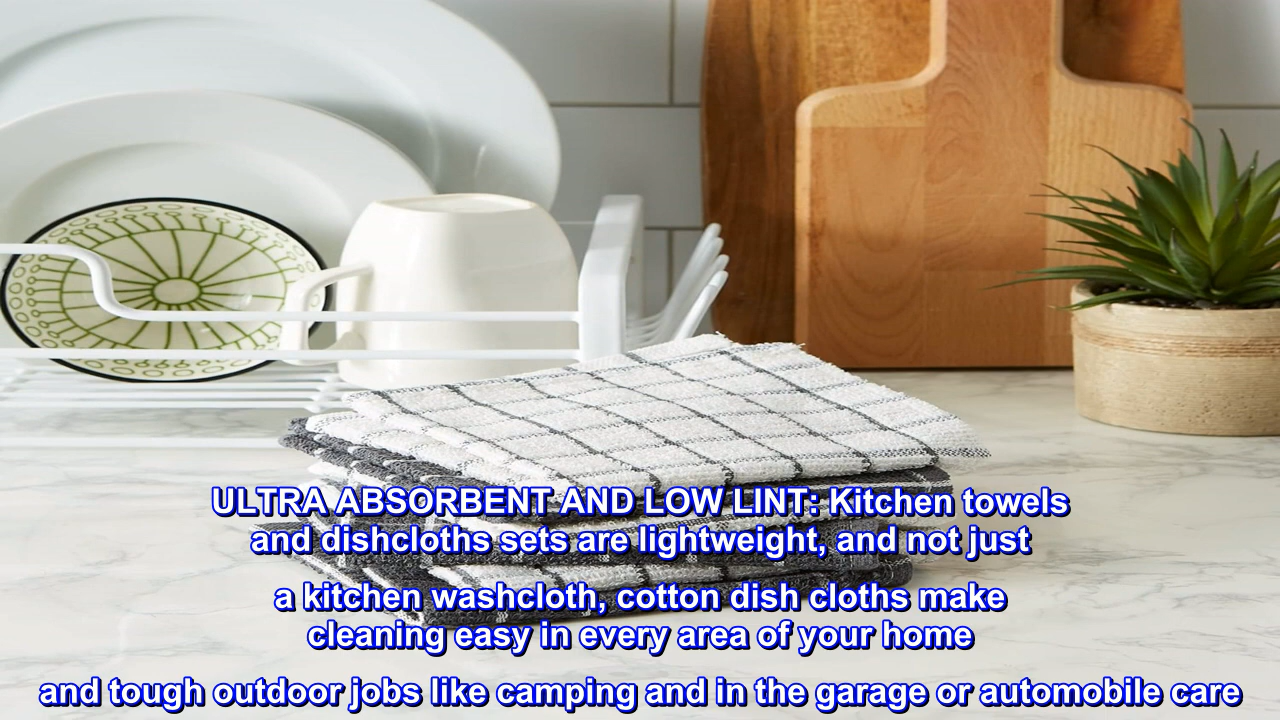 ULTRA ABSORBENT AND LOW LINT: Kitchen towels
and dishcloths sets are lightweight, and not just
a kitchen washcloth, cotton dish cloths make
cleaning easy in every area of your home
and tough outdoor jobs like camping and in the garage or automobile care